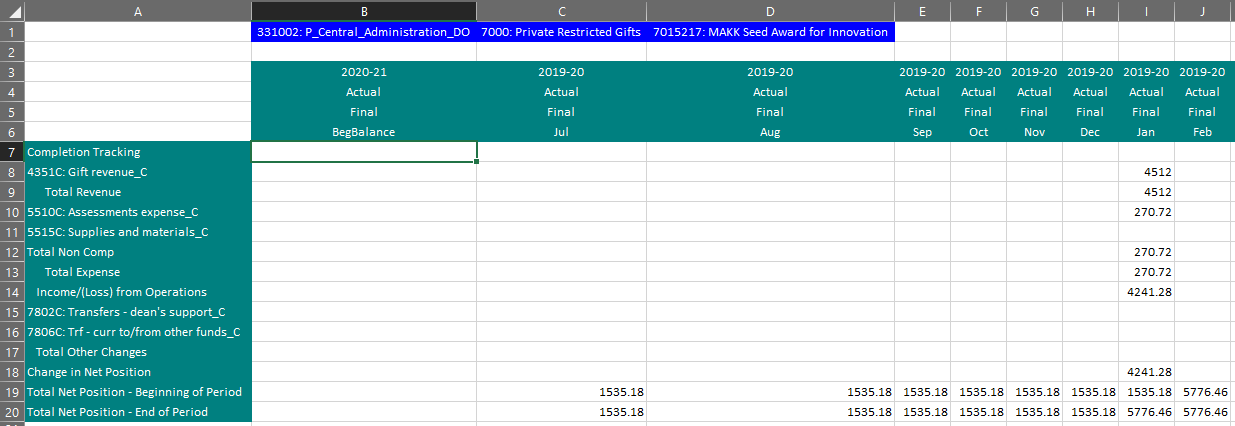 A B C D E F G H I J
1 331002: P_Central_Administration_DO 7000: Private Restricted Gifts 7015217: MAKK Seed Award for Innovation
2
3 2020-21 2019-20 2019-20 2019-20 2019-20 2019-20 2019-20 2019-20 2019-20
4 Actual Actual Actual Actual Actual Actual Actual Actual Actual
5 Final Final Final Final Final Final Final Final Final
6 BegBalance Jul Aug Sep Oct Nov Dec Jan Feb
7 Completion Tracking
8 4351C: Gift revenue_C 4512
9 Total Revenue 4512
10 5510C: Assessments expense_C 270.72
11 5515C: Supplies and materials_C
12 Total Non Comp 270.72
13 Total Expense 270.72
14 Income/(Loss) from Operations 4241.28
15 7802C: Transfers - dean's support_C
16 7806C: Trf - curr to/from other funds_C
17 Total Other Changes
18 Change in Net Position 4241.28
19 Total Net Position - Beginning of Period 1535.18 1535.18 1535.18 1535.18 1535.18 1535.18 1535.18 5776.46
20 Total Net Position - End of Period 1535.18 1535.18 1535.18 1535.18 1535.18 1535.18 5776.46 5776.46